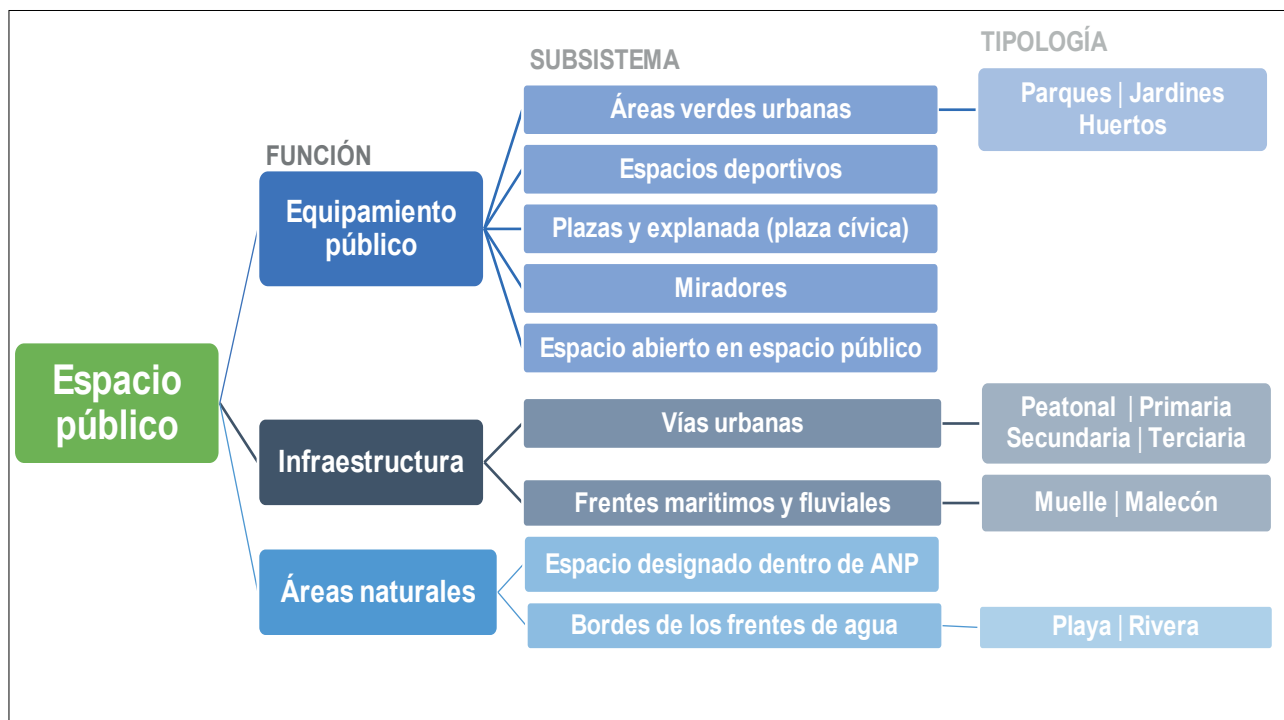 TIPOLOGÍA
SUBSISTEMA
FUNCIÓN
Espacio
público
Equipamiento
público
Áreas verdes urbanas
Parques | Jardines
Huertos
Espacios deportivos
Plazas y explanada (plaza cívica)
Miradores
Espacio abierto en espacio público
Infraestructura
Vías urbanas
Peatonal | Primaria
Secundaria | Terciaria
Frentes maritimos y fluviales
Muelle | Malecón
Áreas naturales
Espacio designado dentro de ANP
Bordes de los frentes de agua
Playa | Rivera